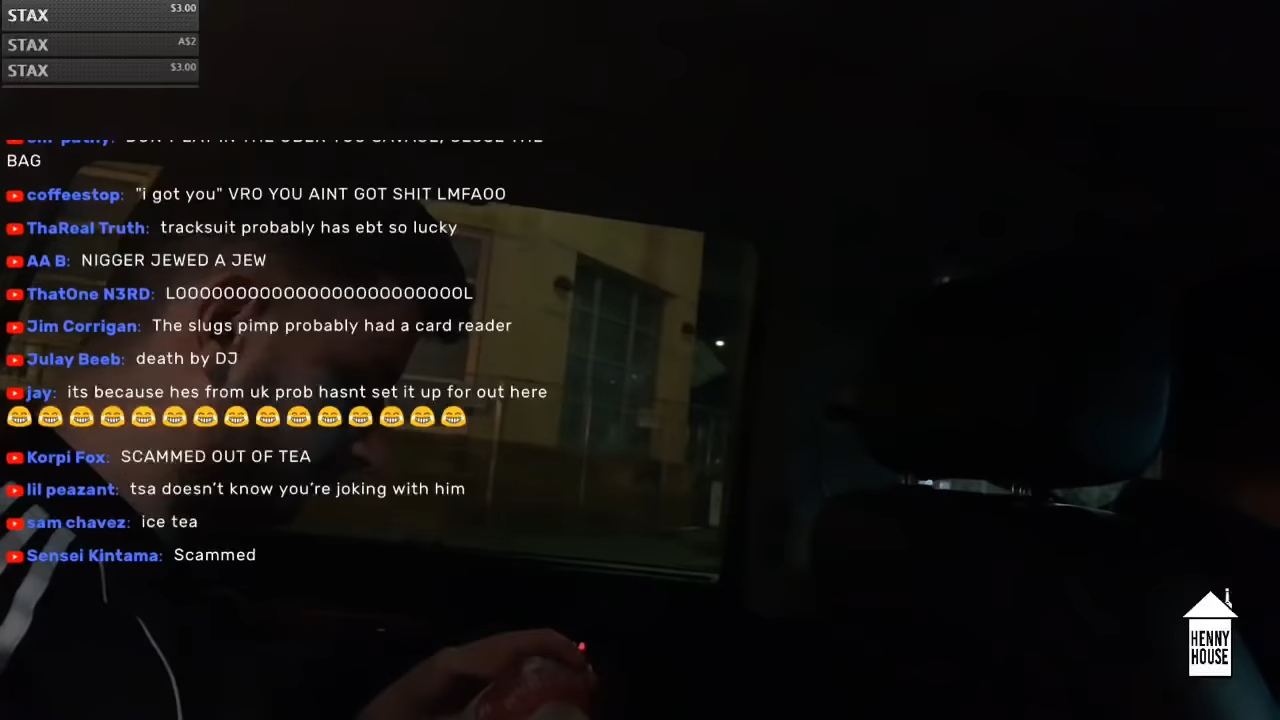 STAX $3.00
STAX A$2
STAX $3.00
BAG
coffeestop: "i got you" VRO YOU AINT GOT SHIT LMFAOO
ThaReal Truth: tracksuit probably has ebt so lucky
AA B: NIGGER JEWED A JEW
ThatOne N3RD: LOOOOOOOOOOOOOOOOOOOOOOOOL
Jim Corrigan: The slugs pimp probably had a card reader
Julay Beeb: death by DJ
jay: its because hes from uk prob hasnt set it up for out here
😂😂😂😂😂😂😂😂😂😂😂😂😂😂😂
Korpi Fox: SCAMMED OUT OF TEA
lil peazant: tsa doesn’t know you’re joking with him
sam chavez: ice tea
Sensei Kintama: Scammed
HENNY
HOUSE